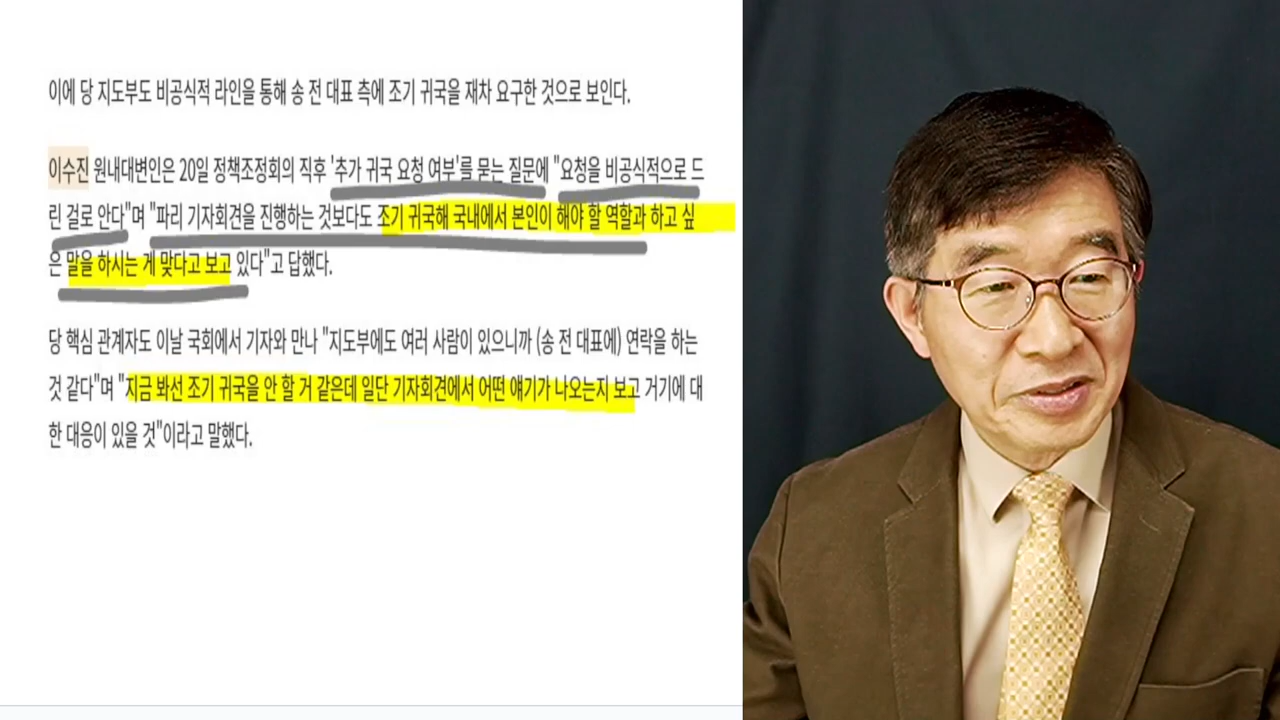 이에 당 지도부도 비공식적 라인을 통해 송 전 대표 측에 조기 귀국을 재차 요구한 것으로 보인다.
이수진 원내대변인은 20일 정책조정회의 직후 '추가 귀국 요청 여부'를 묻는 질문에 "요청을 비공식적으로 드
린 걸로 안다"며 "파리 기자회견을 진행하는 것보다도 조기 귀국해 국내에서 본인이 해야 할 역할과 하고 싶
은 말을 하시는 게 맞다고 보고 있다"고 답했다.
당 핵심 관계자도 이날 국회에서 기자와 만나 "지도부에도 여러 사람이 있으니까 (송 전 대표에) 연락을 하는
것 같다"며 "지금 봐선 조기 귀국을 안 할 거 같은데 일단 기자회견에서 어떤 얘기가 나오는지 보고 거기에 대
한 대응이 있을 것"이라고 말했다.